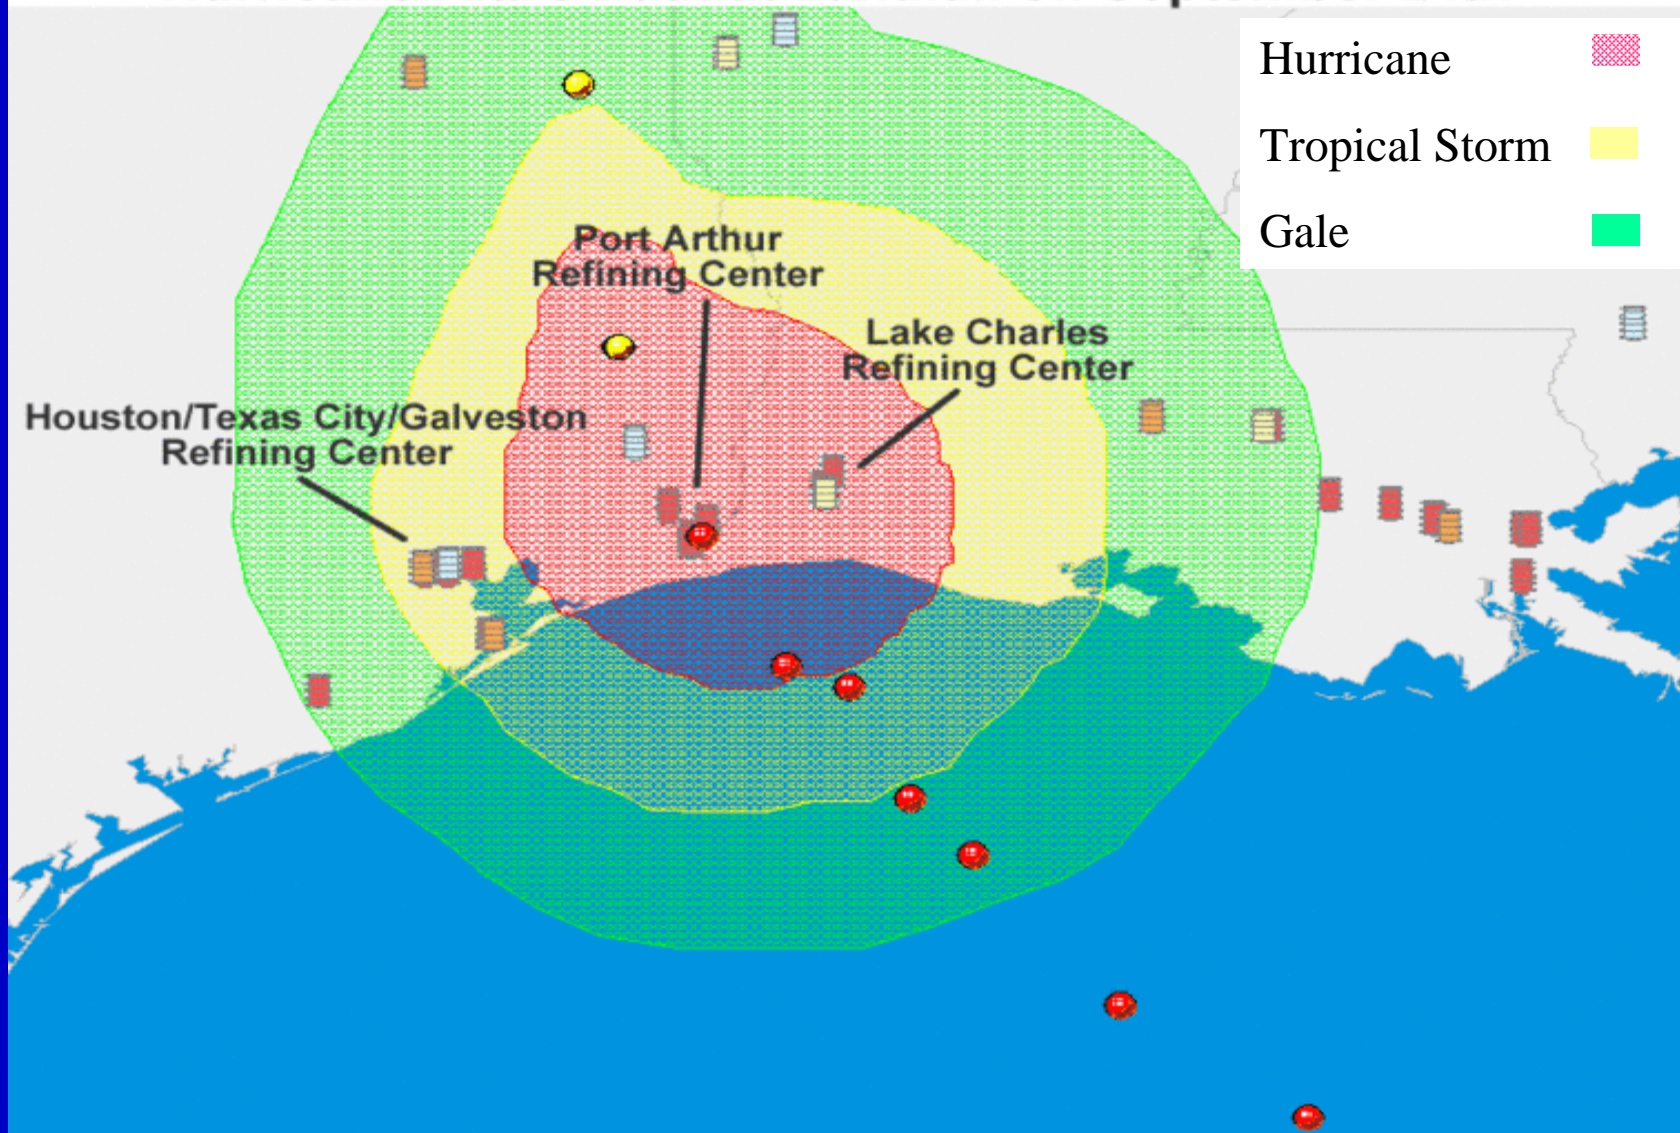 Hurricane
Tropical Storm
Gale
Port Arthur
Refining Center
Lake Charles
Refining Center
Houston/Texas City/Galveston
Refining Center